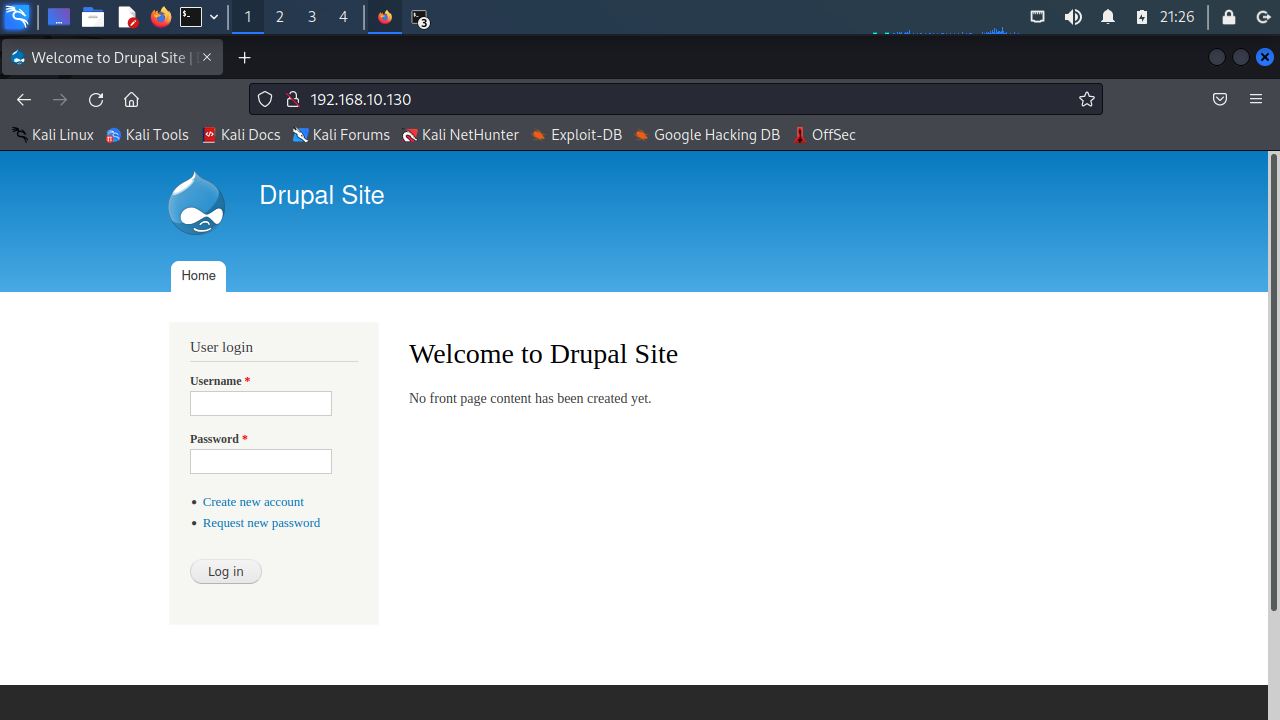 1 2 3 4 3 21:26
Welcome to Drupal Site |
192.168.10.130
Kali Linux Kali Tools Kali Docs Kali Forums Kali NetHunter Exploit-DB Google Hacking DB OffSec
Drupal Site
Home
User login
Username *
Password *
Create new account
Request new password
Log in
Welcome to Drupal Site
No front page content has been created yet.